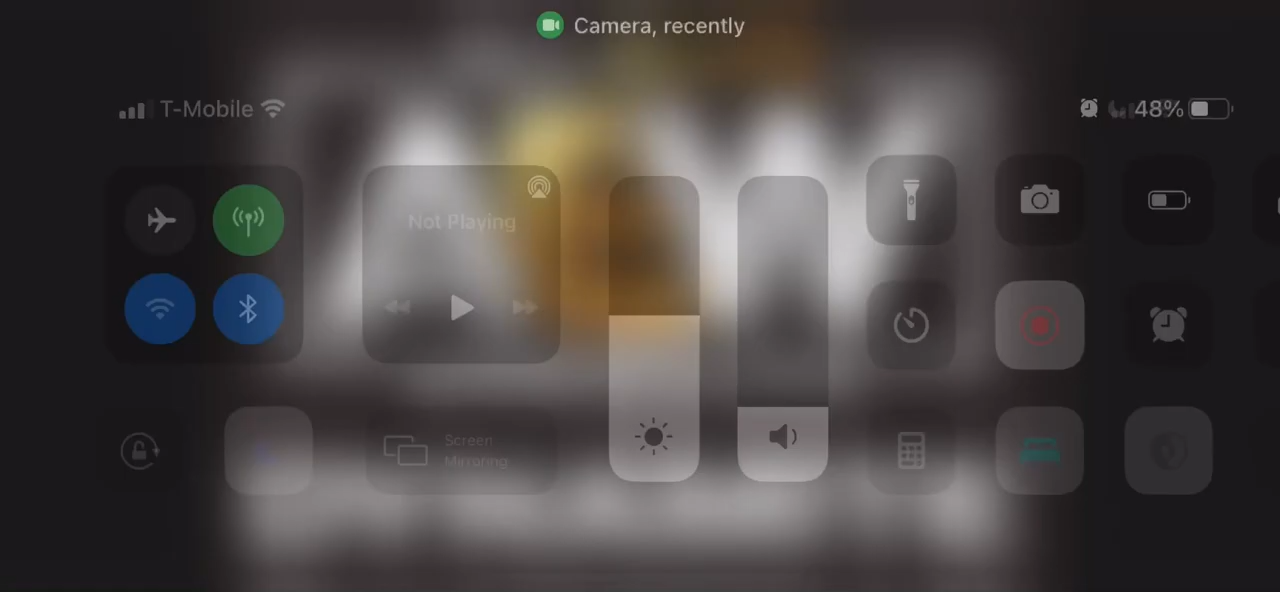 Camera, recently
T-Mobile
48%
Not Playing
Screen
Mirroring